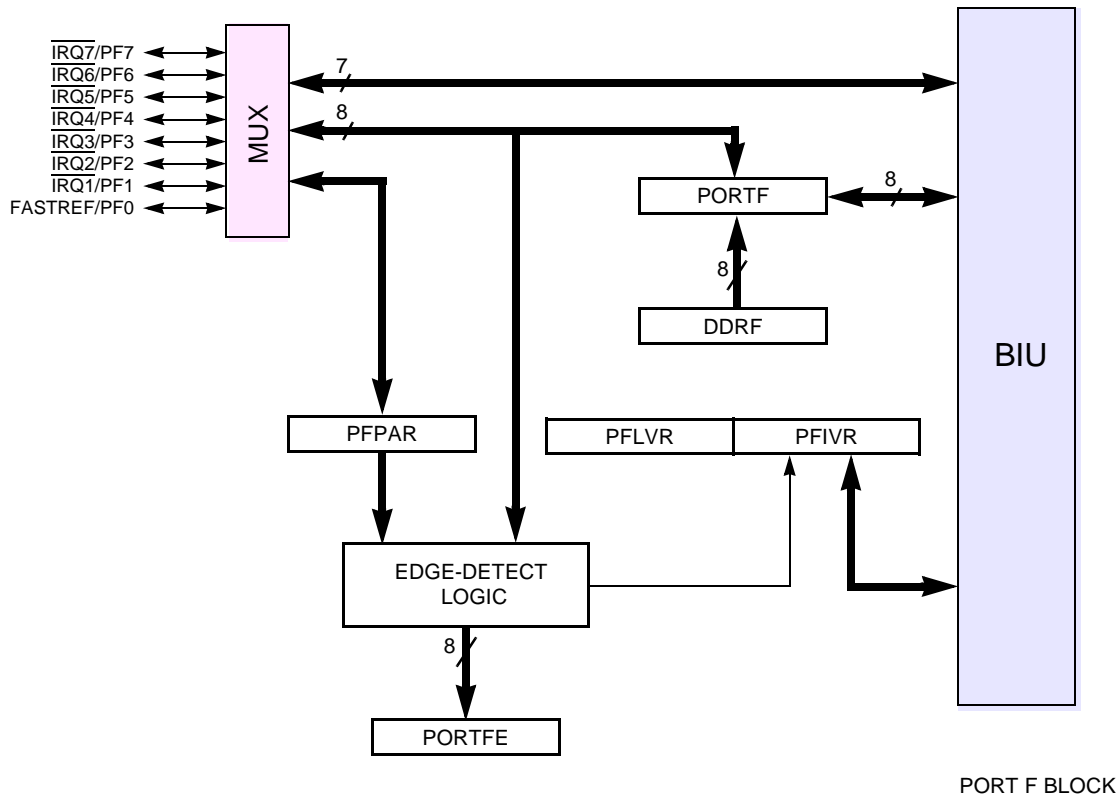 IRQ7/PF7
IRQ6/PF6
IRQ5/PF5
IRQ4/PF4
IRQ3/PF3
IRQ2/PF2
IRQ1/PF1
FASTREF/PF0
MUX
7
8
PORTF
8
8
DDRF
BIU
PFPAR
PFLVR
PFIVR
EDGE-DETECT
LOGIC
8
PORTFE
PORT F BLOCK